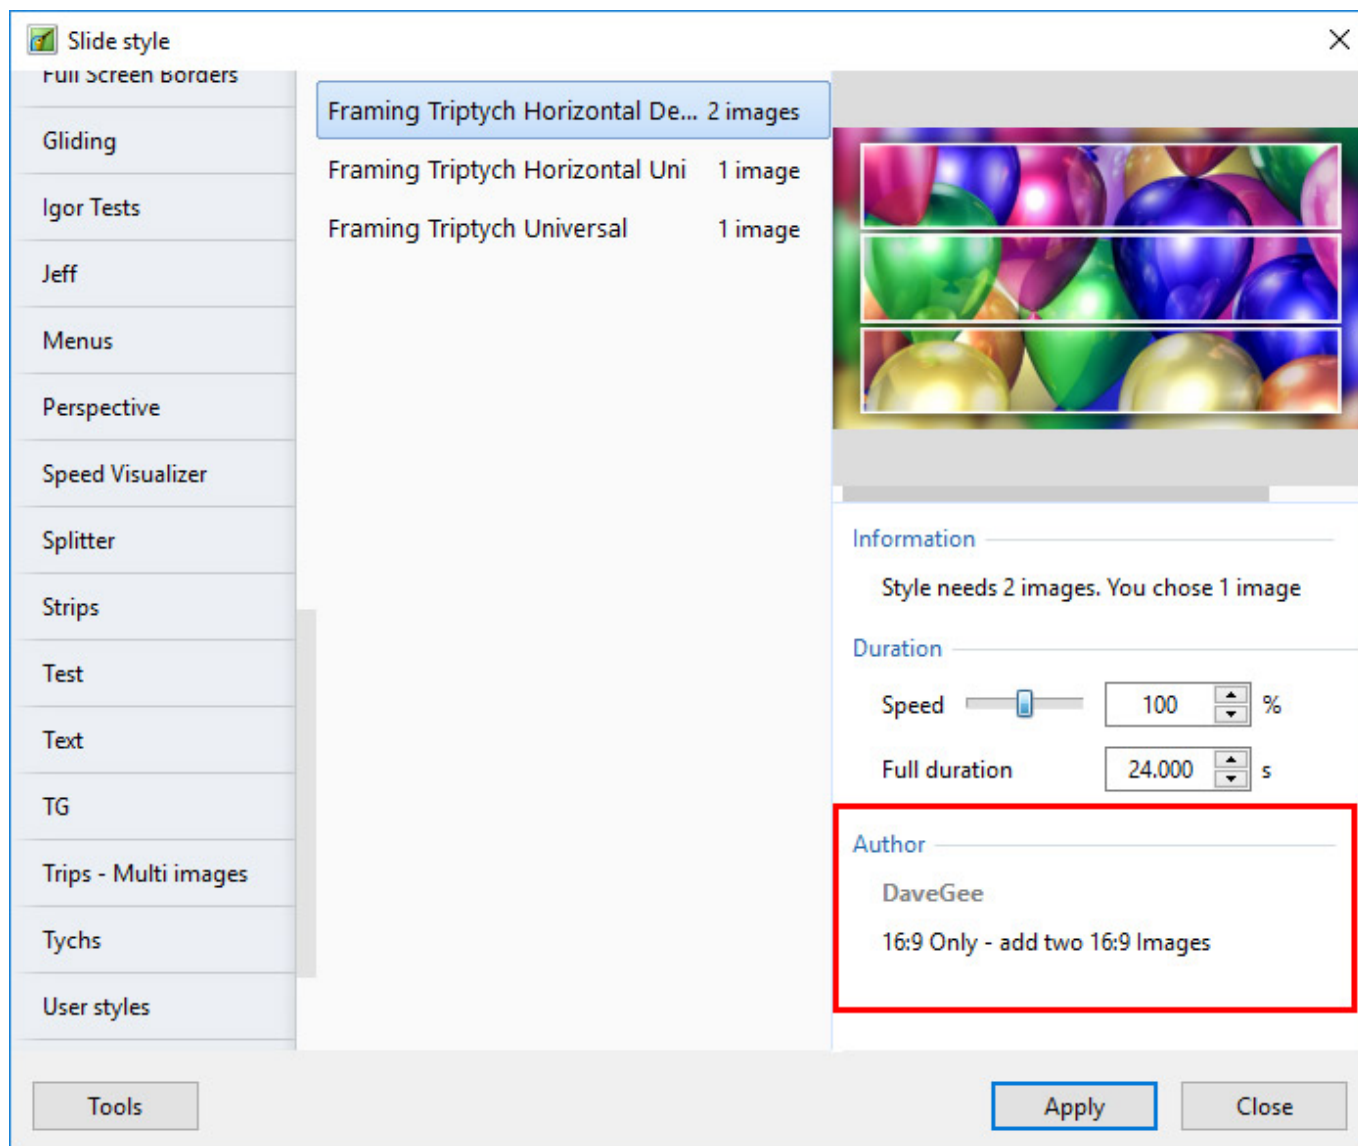 Slide style
Full Screen Borders
Gliding
Igor Tests
Jeff
Menus
Perspective
Speed Visualizer
Splitter
Strips
Test
Text
TG
Trips - Multi images
Tychs
User styles
Framing Triptych Horizontal De... 2 images
Framing Triptych Horizontal Uni 1 image
Framing Triptych Universal 1 image
Information
Style needs 2 images. You chose 1 image
Duration
Speed 100 %
Full duration 24.000 s
Author
DaveGee
16:9 Only - add two 16:9 Images
Tools
Apply
Close